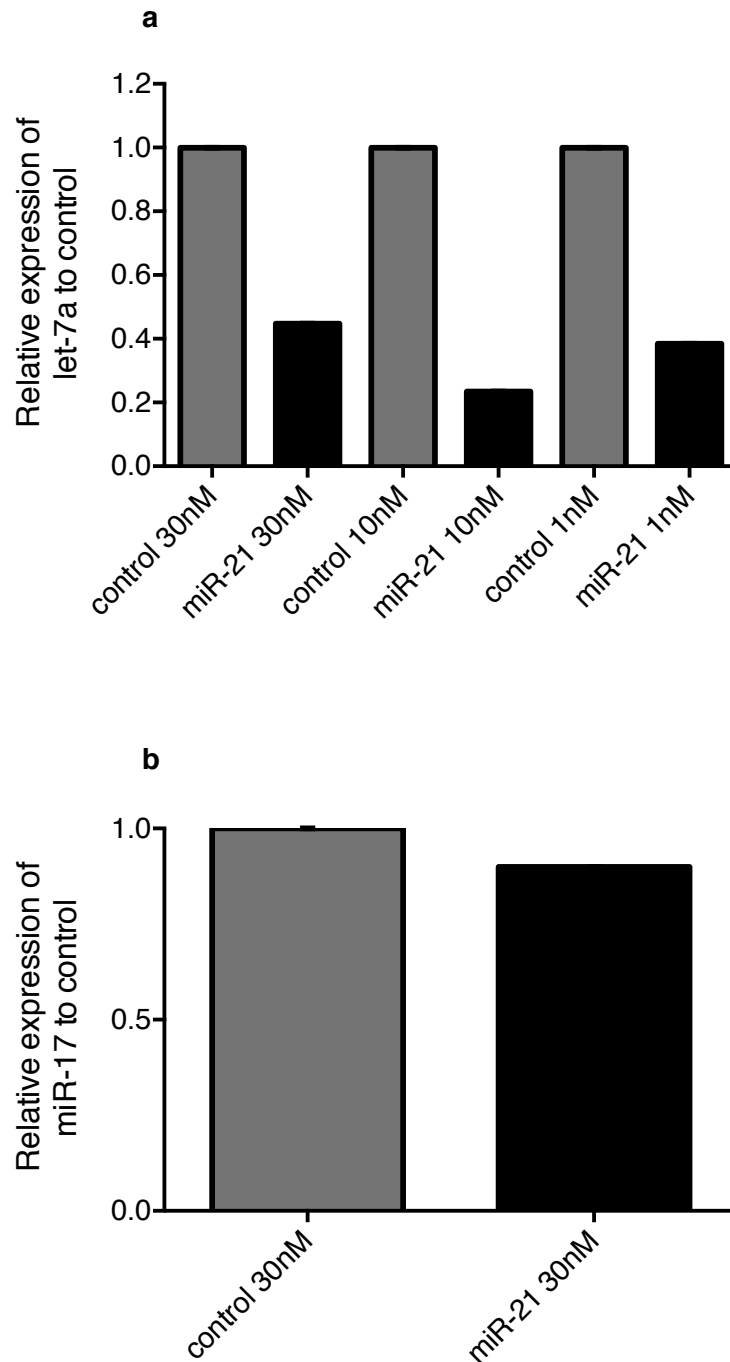 a
Relative expression of
let-7a to control
1.2
1.0
0.8
0.6
0.4
0.2
0.0
control 30nM
miR-21 30nM
control 10nM
miR-21 10nM
control 1nM
miR-21 1nM
b
Relative expression of
miR-17 to control
1.0
0.5
0.0
control 30nM
miR-21 30nM